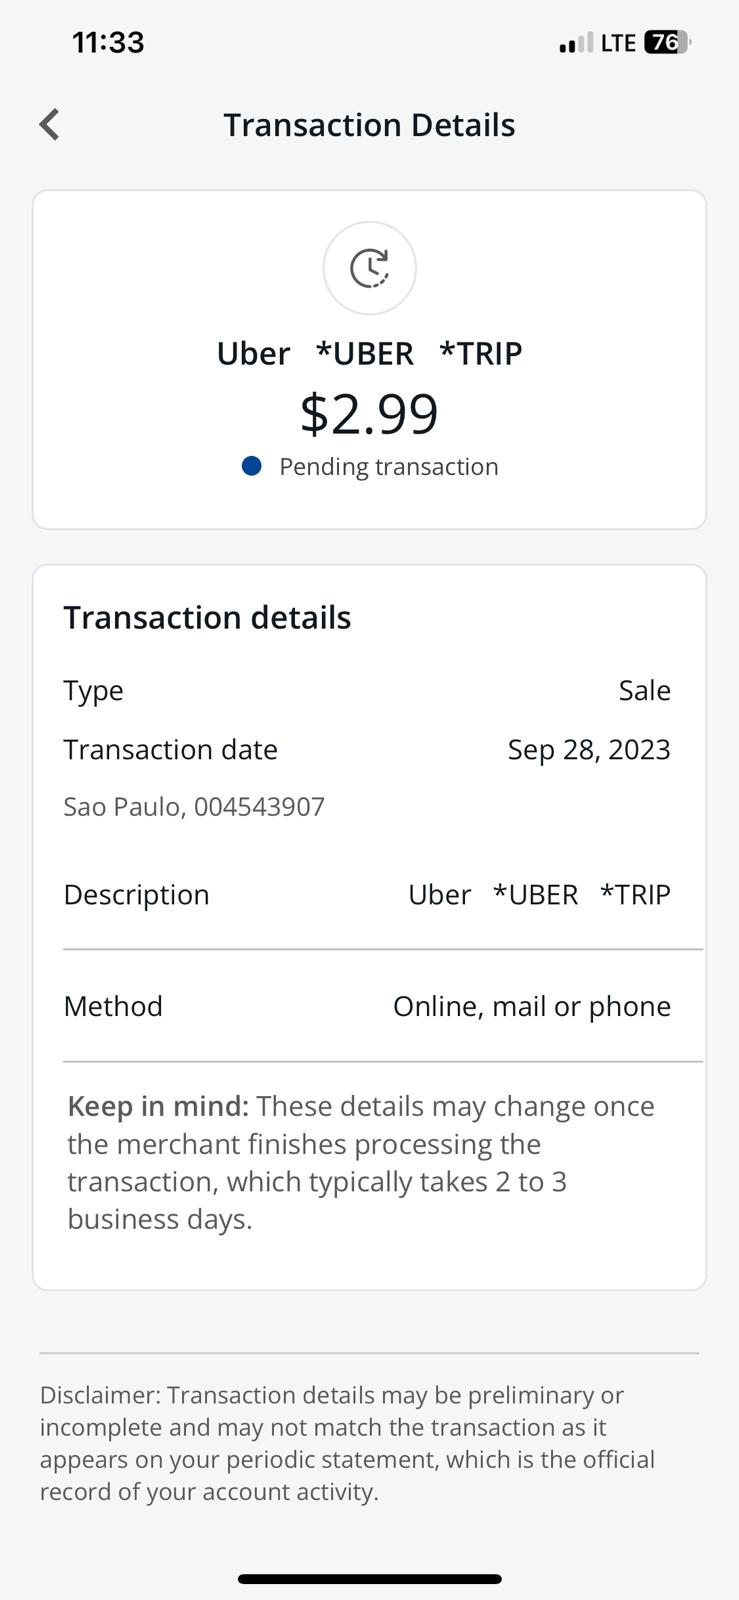 11:33
LTE 76
Transaction Details
Uber *UBER *TRIP
$2.99
Pending transaction
Transaction details
Type Sale
Transaction date Sep 28, 2023
Sao Paulo, 004543907
Description Uber *UBER *TRIP
Method Online, mail or phone
Keep in mind: These details may change once
the merchant finishes processing the
transaction, which typically takes 2 to 3
business days.
Disclaimer: Transaction details may be preliminary or
incomplete and may not match the transaction as it
appears on your periodic statement, which is the official
record of your account activity.